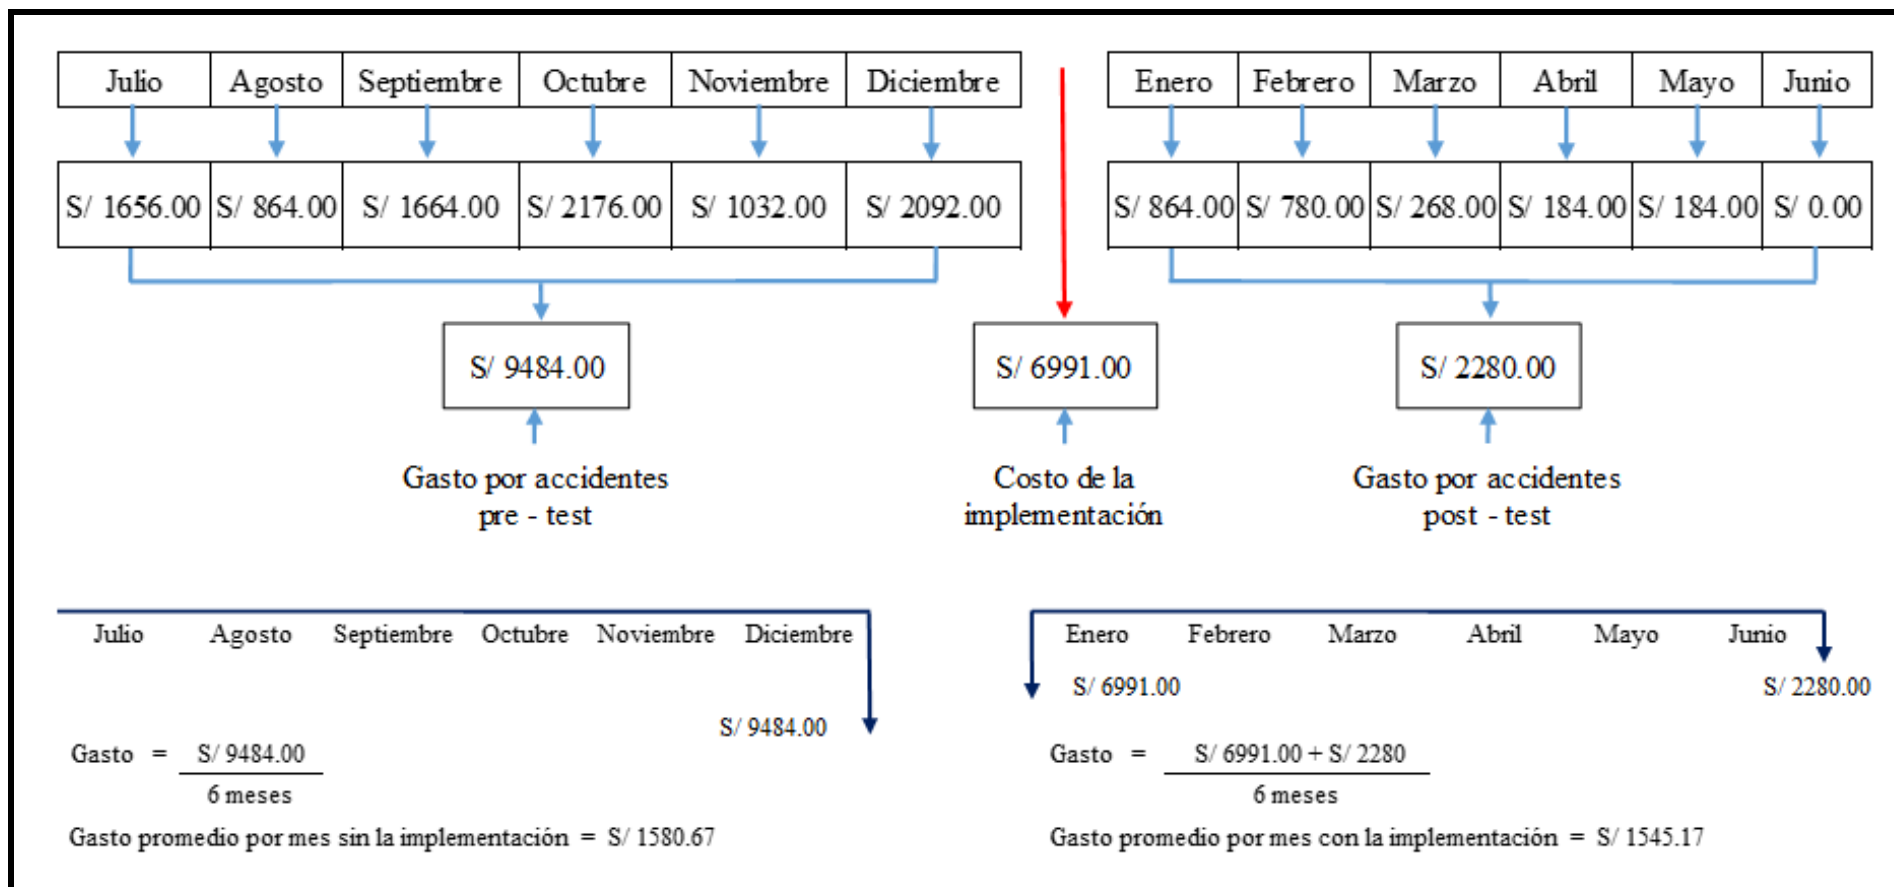 Julio Agosto Septiembre Octubre Noviembre Diciembre
S/ 1656.00 S/ 864.00 S/ 1664.00 S/ 2176.00 S/ 1032.00 S/ 2092.00
Enero Febrero Marzo Abril Mayo Junio
S/ 864.00 S/ 780.00 S/ 268.00 S/ 184.00 S/ 184.00 S/ 0.00
S/ 9484.00
Gasto por accidentes
pre - test
S/ 6991.00
Costo de la
implementación
S/ 2280.00
Gasto por accidentes
post - test
Julio Agosto Septiembre Octubre Noviembre Diciembre
S/ 9484.00
Gasto = S/ 9484.00
6 meses
Gasto promedio por mes sin la implementación = S/ 1580.67
Enero Febrero Marzo Abril Mayo Junio
S/ 6991.00 S/ 2280.00
Gasto = S/ 6991.00 + S/ 2280
6 meses
Gasto promedio por mes con la implementación = S/ 1545.17